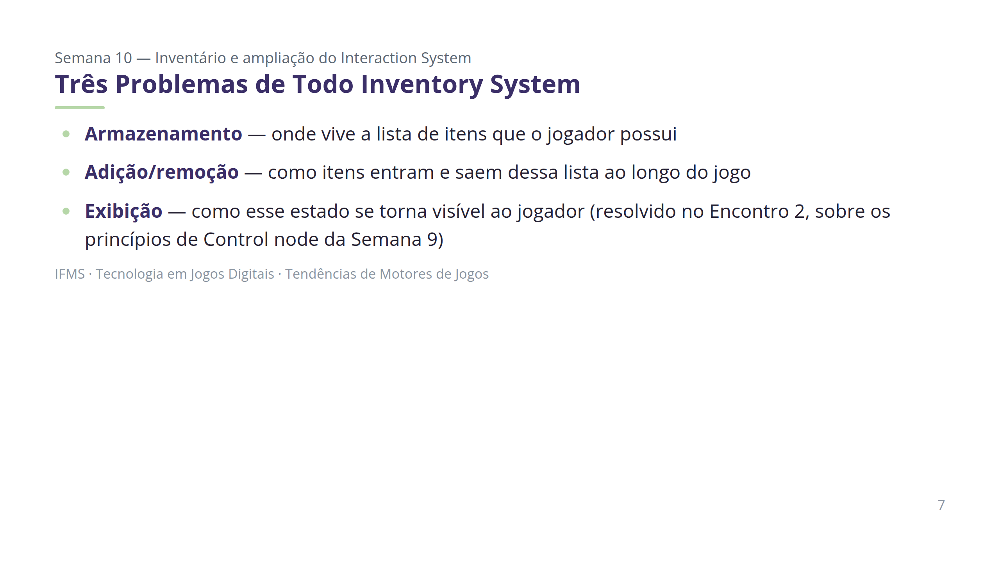 Semana 10 — Inventário e ampliação do Interaction System
Três Problemas de Todo Inventory System
Armazenamento — onde vive a lista de itens que o jogador possui
Adição/remoção — como itens entram e saem dessa lista ao longo do jogo
Exibição — como esse estado se torna visível ao jogador (resolvido no Encontro 2, sobre os
princípios de Control node da Semana 9)
IFMS · Tecnologia em Jogos Digitais · Tendências de Motores de Jogos
7